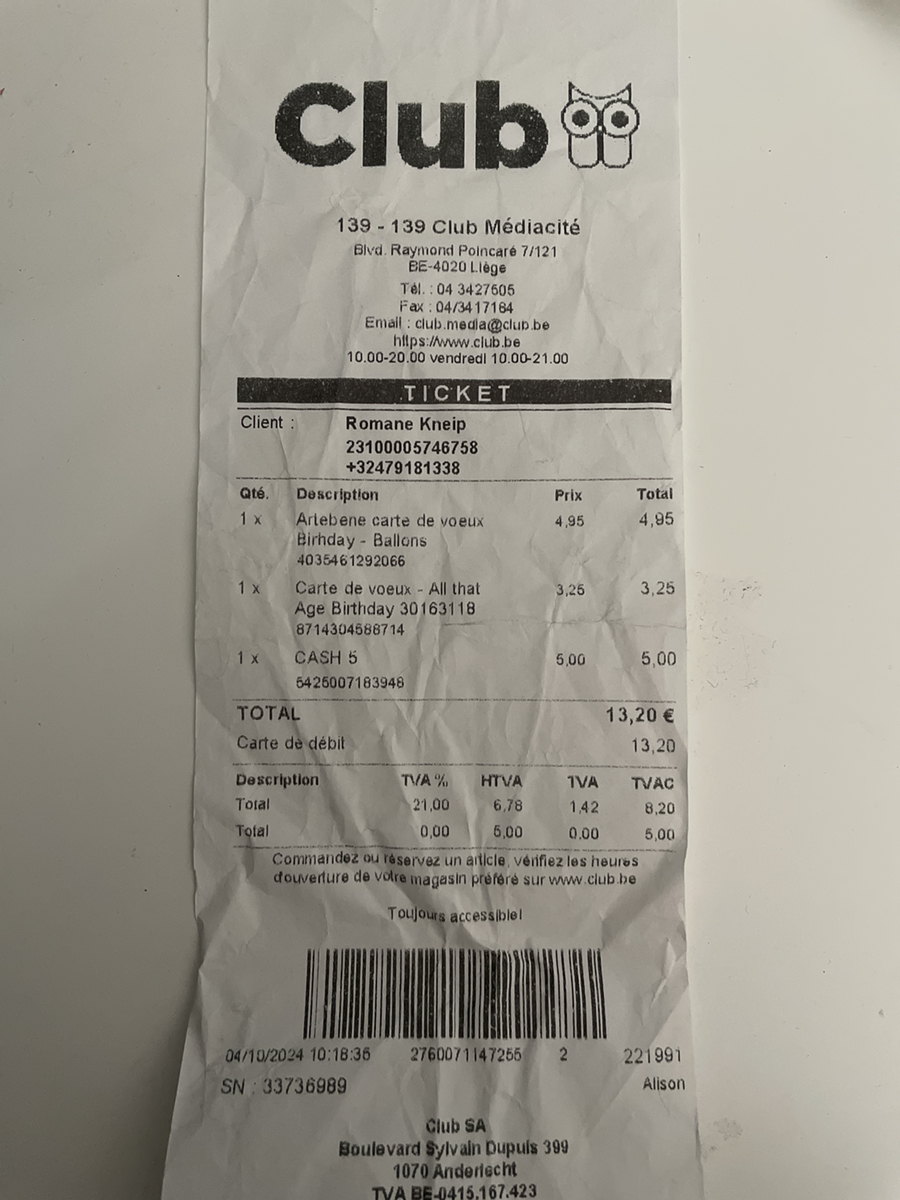 Club
139 - 139 Club Médiacité
Blvd. Raymond Poincaré 7/121
BE-4020 Liège
Tél. : 04 3427605
Fax : 04/3417164
Email : club.media@club.be
https://www.club.be
10.00-20.00 vendredi 10.00-21.00
TICKET
Client : Romane Kneip
23100005746758
+32479181338
Qté. Description Prix Total
1 x Artebene carte de voeux 4,95 4,95
Birhday - Ballons
4035461292066
1 x Carte de voeux - All that 3,25 3,25
Age Birthday 30163118
8714304588714
1 x CASH 5 5,00 5,00
5425007183948
TOTAL 13,20 €
Carte de débit 13,20
Description TVA % HTVA TVA TVAC
Total 21,00 6,78 1,42 8,20
Total 0,00 5,00 0,00 5,00
Commandez ou réservez un article, vérifiez les heures
d'ouverture de votre magasin préféré sur www.club.be
Toujours accessible!
04/10/2024 10:18:35 2760071147255 2 221991
SN : 33736989 Alison
Club SA
Boulevard Sylvain Dupuis 399
1070 Anderlecht
TVA BE-0415.167.423